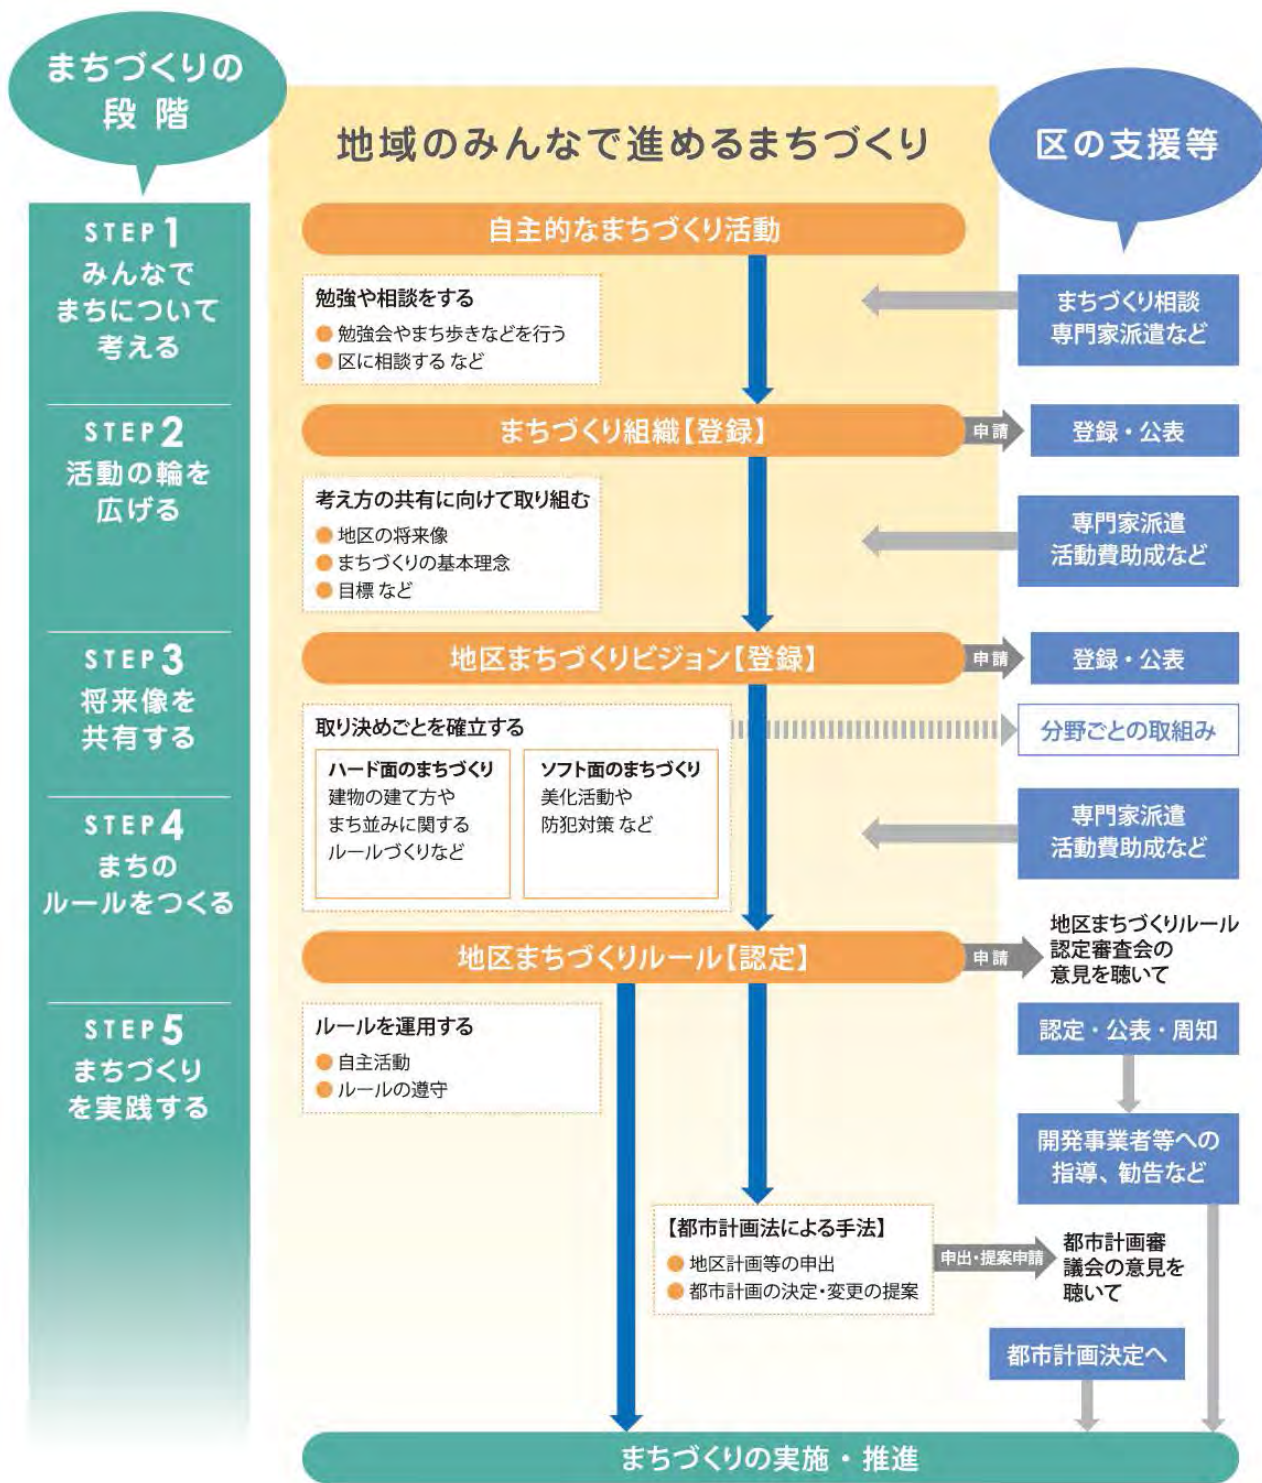 まちづくりの
段 階
地域のみんなで進めるまちづくり
区の支援等
STEP 1
みんなで
まちについて
考える
自主的なまちづくり活動
勉強や相談をする
● 勉強会やまち歩きなどを行う
● 区に相談する など
まちづくり相談
専門家派遣など
STEP 2
活動の輪を
広げる
まちづくり組織【登録】
申請
登録・公表
考え方の共有に向けて取り組む
● 地区の将来像
● まちづくりの基本理念
● 目標 など
専門家派遣
活動費助成など
STEP 3
将来像を
共有する
地区まちづくりビジョン【登録】
申請
登録・公表
取り決めごとを確立する
分野ごとの取組み
ハード面のまちづくり
建物の建て方や
まち並みに関する
ルールづくりなど
ソフト面のまちづくり
美化活動や
防犯対策 など
STEP 4
まちの
ルールをつくる
専門家派遣
活動費助成など
地区まちづくりルール【認定】
申請
地区まちづくりルール
認定審査会の
意見を聴いて
STEP 5
まちづくり
を実践する
ルールを運用する
● 自主活動
● ルールの遵守
認定・公表・周知
開発事業者等への
指導、勧告など
【都市計画法による手法】
● 地区計画等の申出
● 都市計画の決定・変更の提案
申出・提案申請
都市計画審
議会の意見を
聴いて
都市計画決定へ
まちづくりの実施・推進